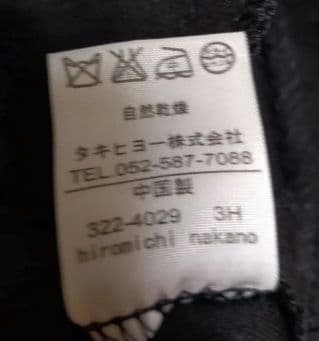 自然乾燥
タキヒヨー株式会社
TEL.052-587-7088
中国製
322-4029 3H
hiromichi nakano